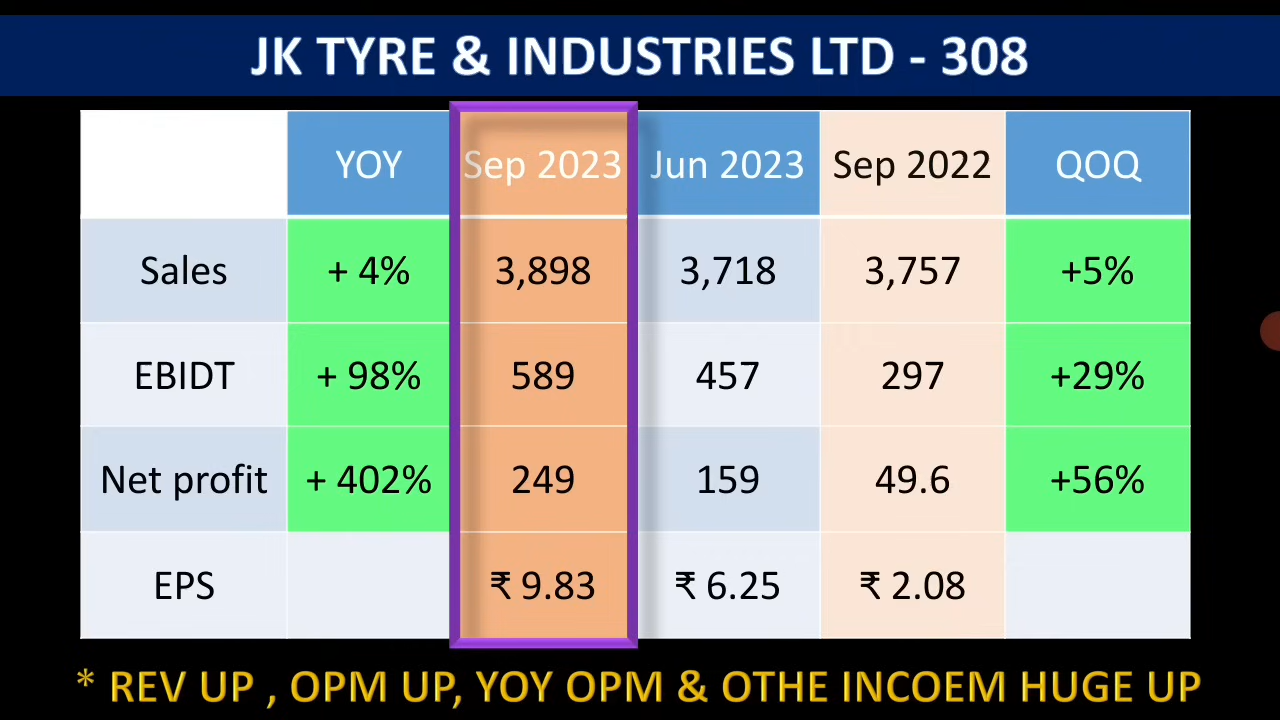 JK TYRE & INDUSTRIES LTD - 308
YOY Sep 2023 Jun 2023 Sep 2022 QOQ
Sales + 4% 3,898 3,718 3,757 +5%
EBIDT + 98% 589 457 297 +29%
Net profit + 402% 249 159 49.6 +56%
EPS ₹ 9.83 ₹ 6.25 ₹ 2.08
* REV UP , OPM UP, YOY OPM & OTHE INCOEM HUGE UP